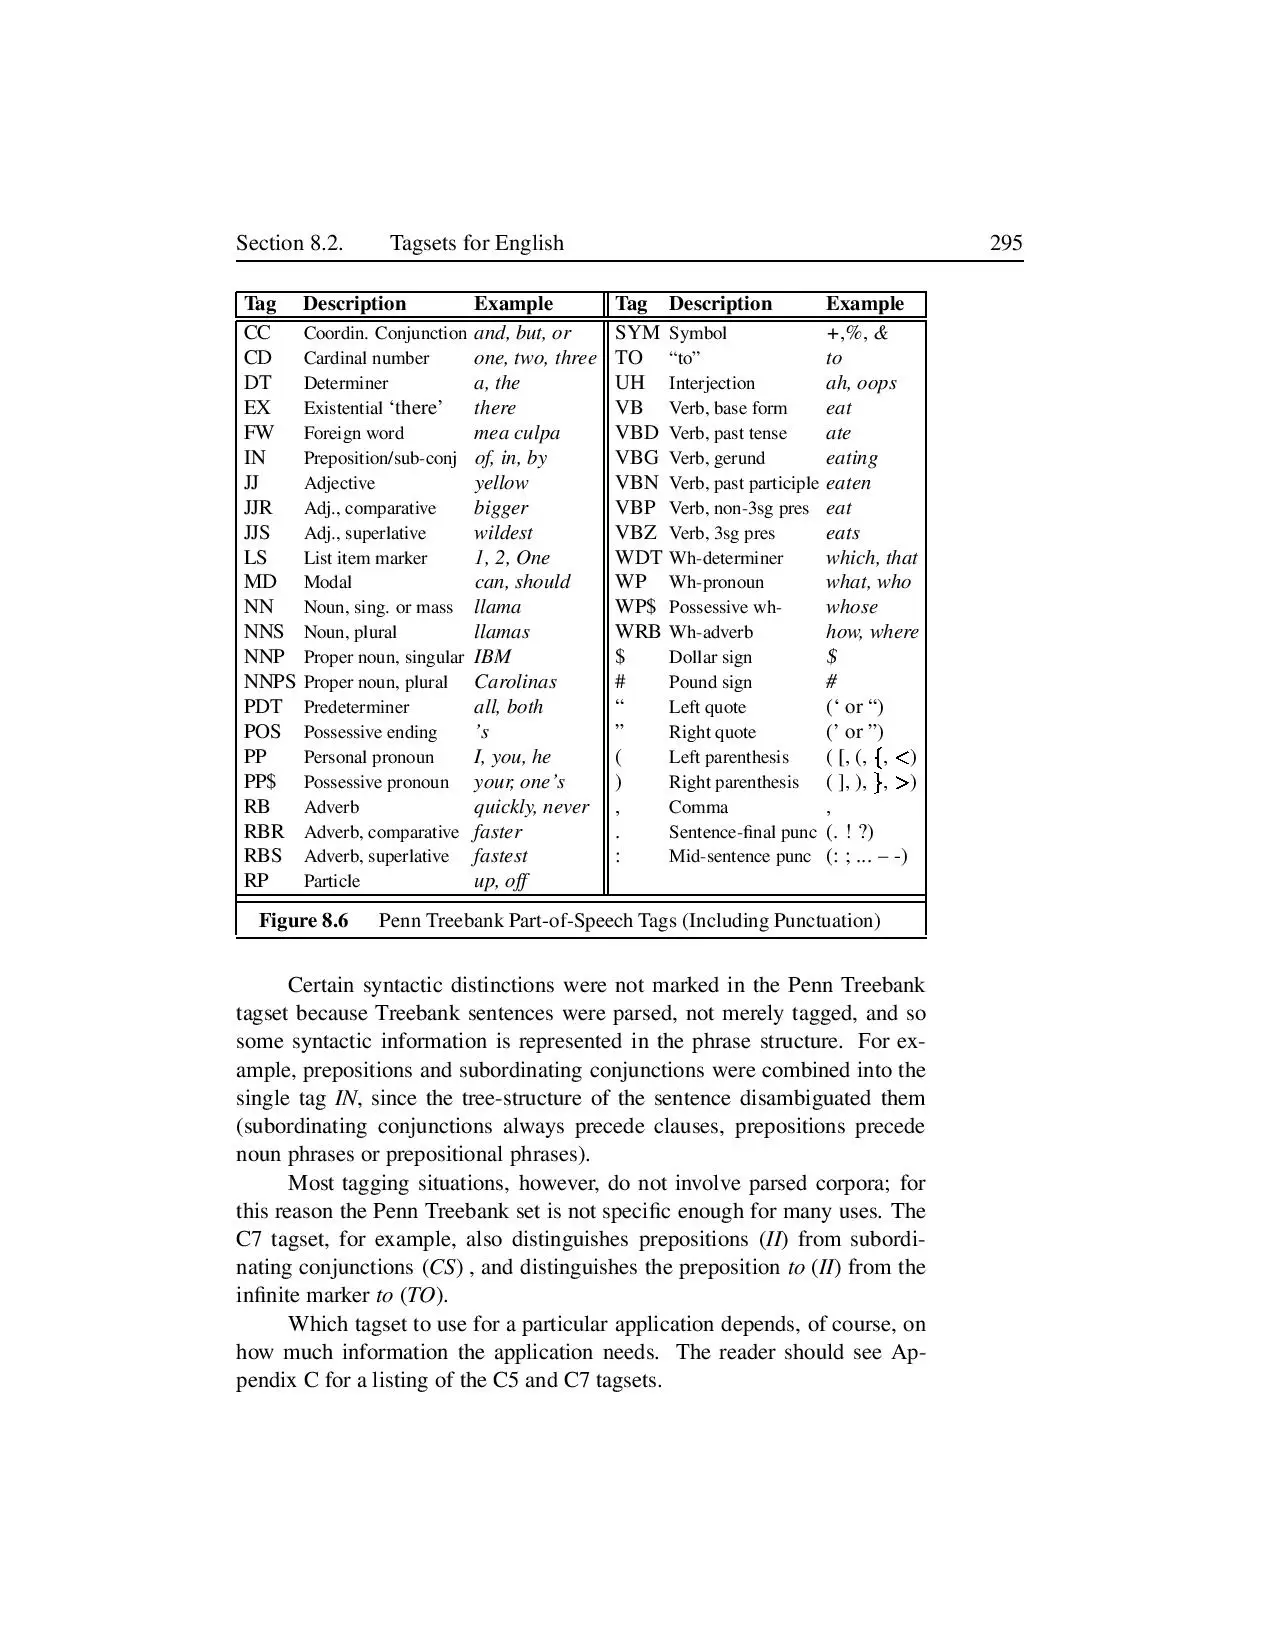 Section 8.2. Tagsets for English 295
Tag Description Example Tag Description Example
CC Coordin. Conjunction and, but, or SYM Symbol +,%, &
CD Cardinal number one, two, three TO “to” to
DT Determiner a, the UH Interjection ah, oops
EX Existential ‘there’ there VB Verb, base form eat
FW Foreign word mea culpa VBD Verb, past tense ate
IN Preposition/sub-conj of, in, by VBG Verb, gerund eating
JJ Adjective yellow VBN Verb, past participle eaten
JJR Adj., comparative bigger VBP Verb, non-3sg pres eat
JJS Adj., superlative wildest VBZ Verb, 3sg pres eats
LS List item marker 1, 2, One WDT Wh-determiner which, that
MD Modal can, should WP Wh-pronoun what, who
NN Noun, sing. or mass llama WP$ Possessive wh- whose
NNS Noun, plural llamas WRB Wh-adverb how, where
NNP Proper noun, singular IBM $ Dollar sign $
NNPS Proper noun, plural Carolinas # Pound sign #
PDT Predeterminer all, both “ Left quote (‘ or “)
POS Possessive ending ’s ” Right quote (’ or ”)
PP Personal pronoun I, you, he ( Left parenthesis ( [, (, {, <)
PP$ Possessive pronoun your, one’s ) Right parenthesis ( ], ), }, >)
RB Adverb quickly, never , Comma ,
RBR Adverb, comparative faster . Sentence-final punc (. ! ?)
RBS Adverb, superlative fastest : Mid-sentence punc (: ; ... – -)
RP Particle up, off
Figure 8.6 Penn Treebank Part-of-Speech Tags (Including Punctuation)
Certain syntactic distinctions were not marked in the Penn Treebank
tagset because Treebank sentences were parsed, not merely tagged, and so
some syntactic information is represented in the phrase structure. For ex-
ample, prepositions and subordinating conjunctions were combined into the
single tag IN, since the tree-structure of the sentence disambiguated them
(subordinating conjunctions always precede clauses, prepositions precede
noun phrases or prepositional phrases).
Most tagging situations, however, do not involve parsed corpora; for
this reason the Penn Treebank set is not specific enough for many uses. The
C7 tagset, for example, also distinguishes prepositions (II) from subordi-
nating conjunctions (CS) , and distinguishes the preposition to (II) from the
infinite marker to (TO).
Which tagset to use for a particular application depends, of course, on
how much information the application needs. The reader should see Ap-
pendix C for a listing of the C5 and C7 tagsets.